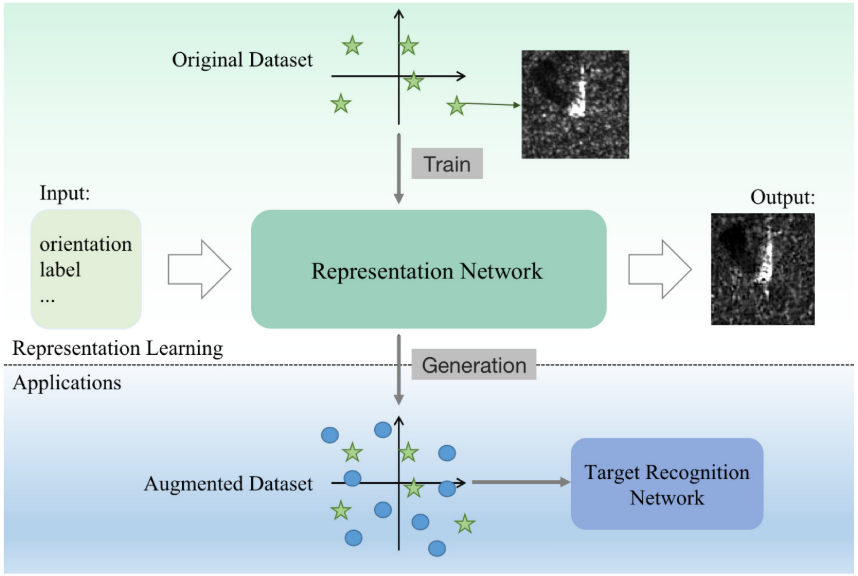 Original Dataset
Train
Input:
Output:
orientation
label
...
Representation Network
Representation Learning
Generation
Applications
Augmented Dataset
Target Recognition
Network